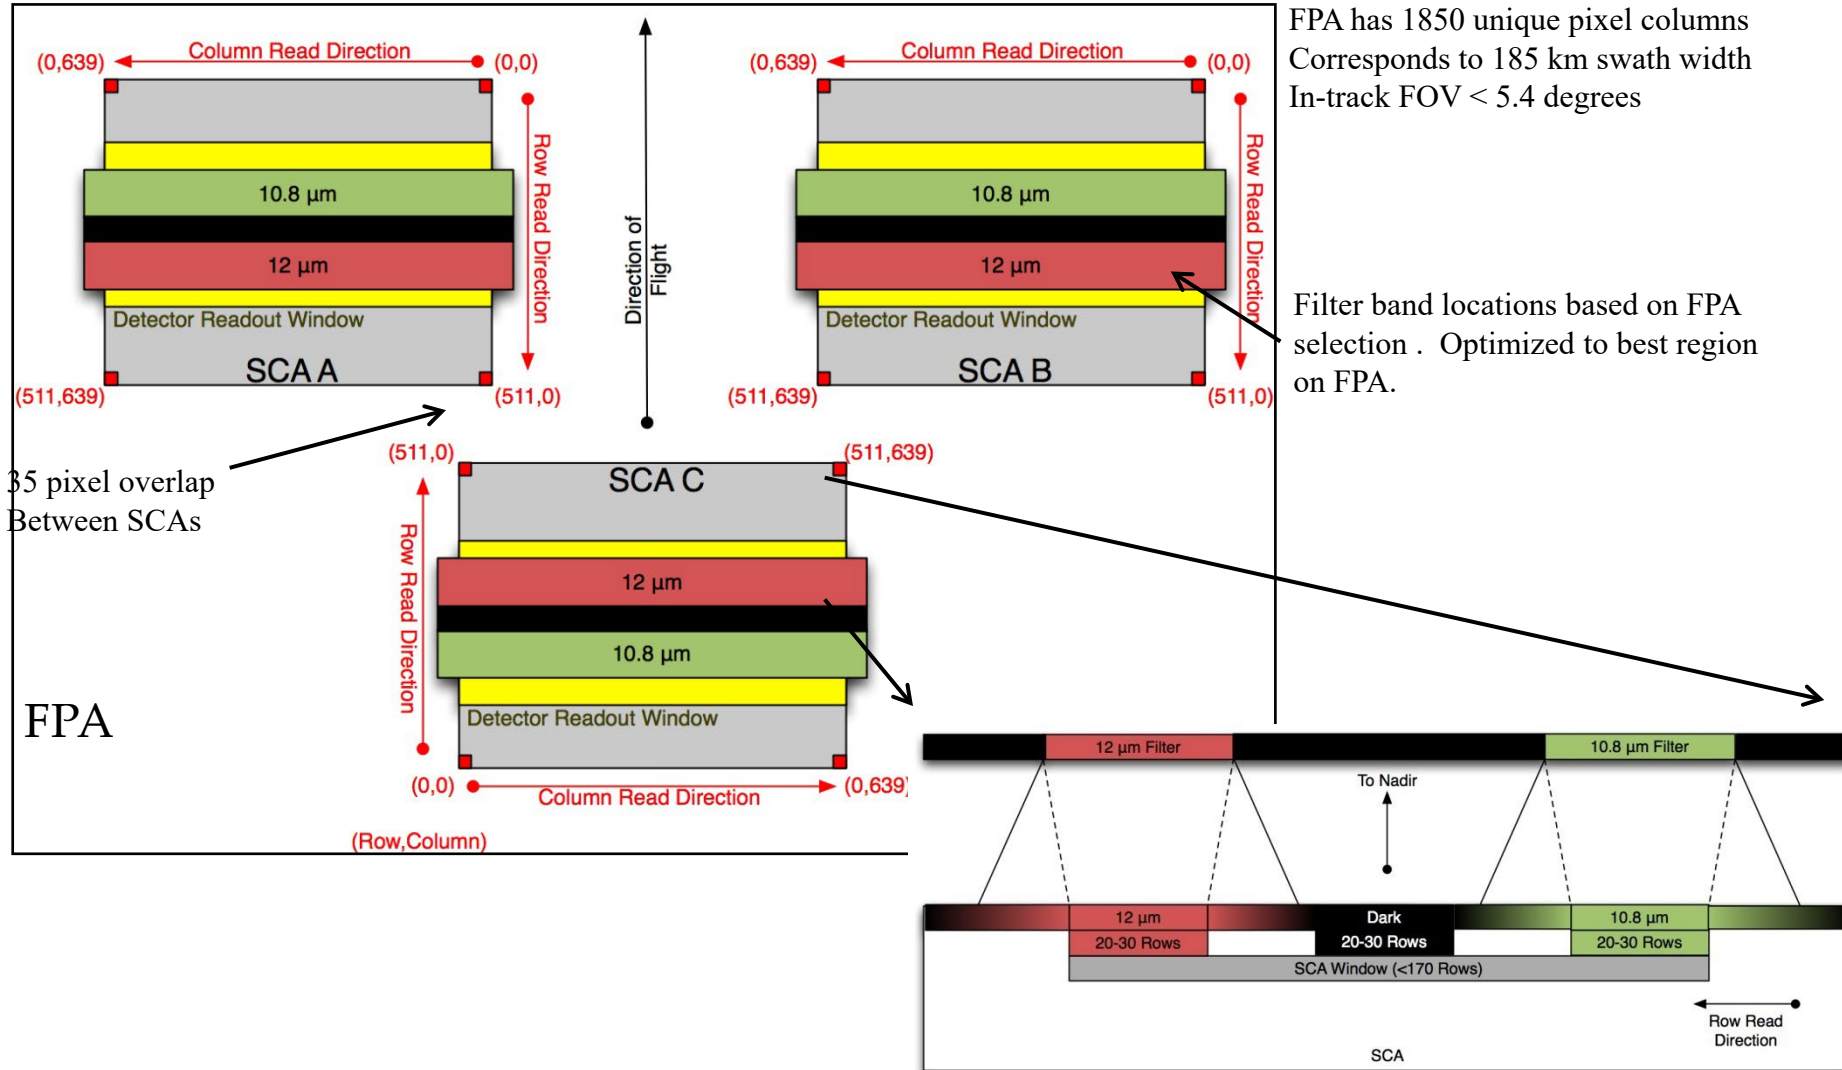 FPA has 1850 unique pixel columns
Corresponds to 185 km swath width
In-track FOV < 5.4 degrees
Column Read Direction
(0,639)
(0,0)
Row Read Direction
10.8 µm
12 µm
Detector Readout Window
SCA A
(511,639)
(511,0)
Direction of
Flight
Column Read Direction
(0,639)
(0,0)
Row Read Direction
10.8 µm
12 µm
Detector Readout Window
SCA B
(511,639)
(511,0)
Filter band locations based on FPA
selection . Optimized to best region
on FPA.
35 pixel overlap
Between SCAs
(511,0)
(511,639)
SCA C
Row Read Direction
12 µm
10.8 µm
Detector Readout Window
(0,0)
Column Read Direction
(0,639)
(Row,Column)
FPA
12 µm Filter
10.8 µm Filter
To Nadir
12 µm
Dark
10.8 µm
20-30 Rows
20-30 Rows
20-30 Rows
SCA Window (<170 Rows)
Row Read
Direction
SCA